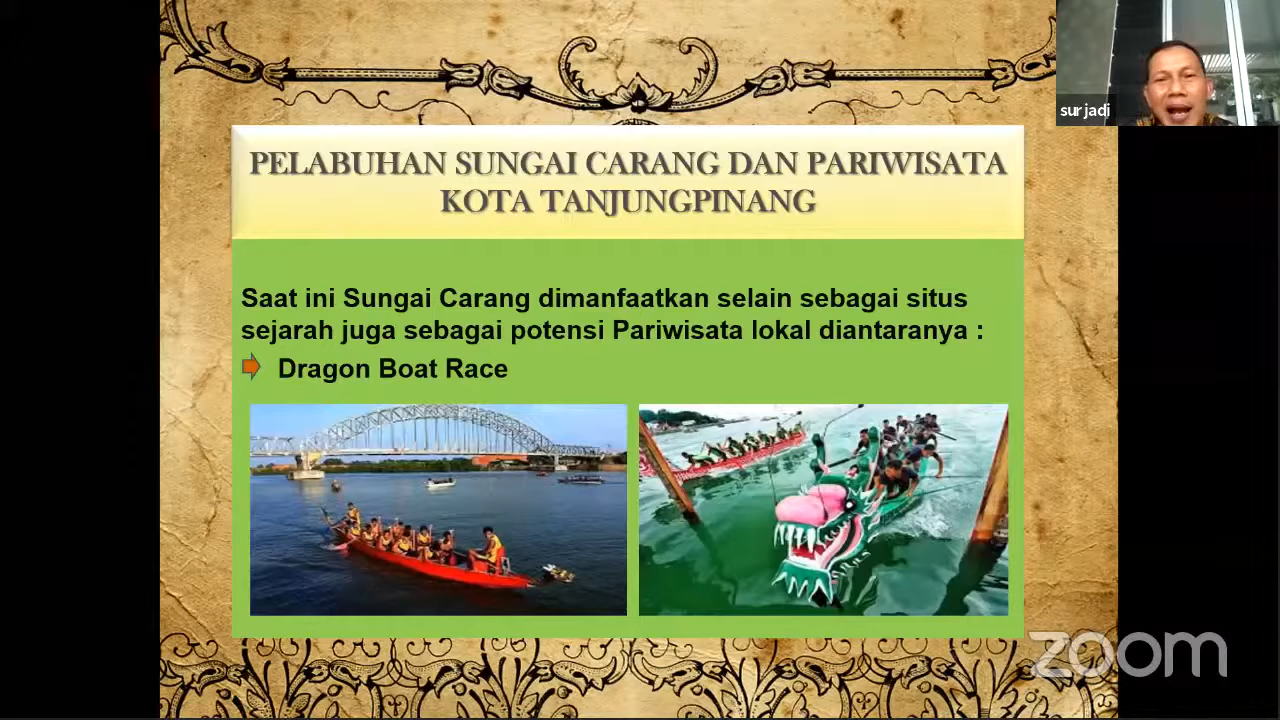 surjadi
PELABUHAN SUNGAI CARANG DAN PARIWISATA
KOTA TANJUNGPINANG
Saat ini Sungai Carang dimanfaatkan selain sebagai situs
sejarah juga sebagai potensi Pariwisata lokal diantaranya :
Dragon Boat Race
zoom